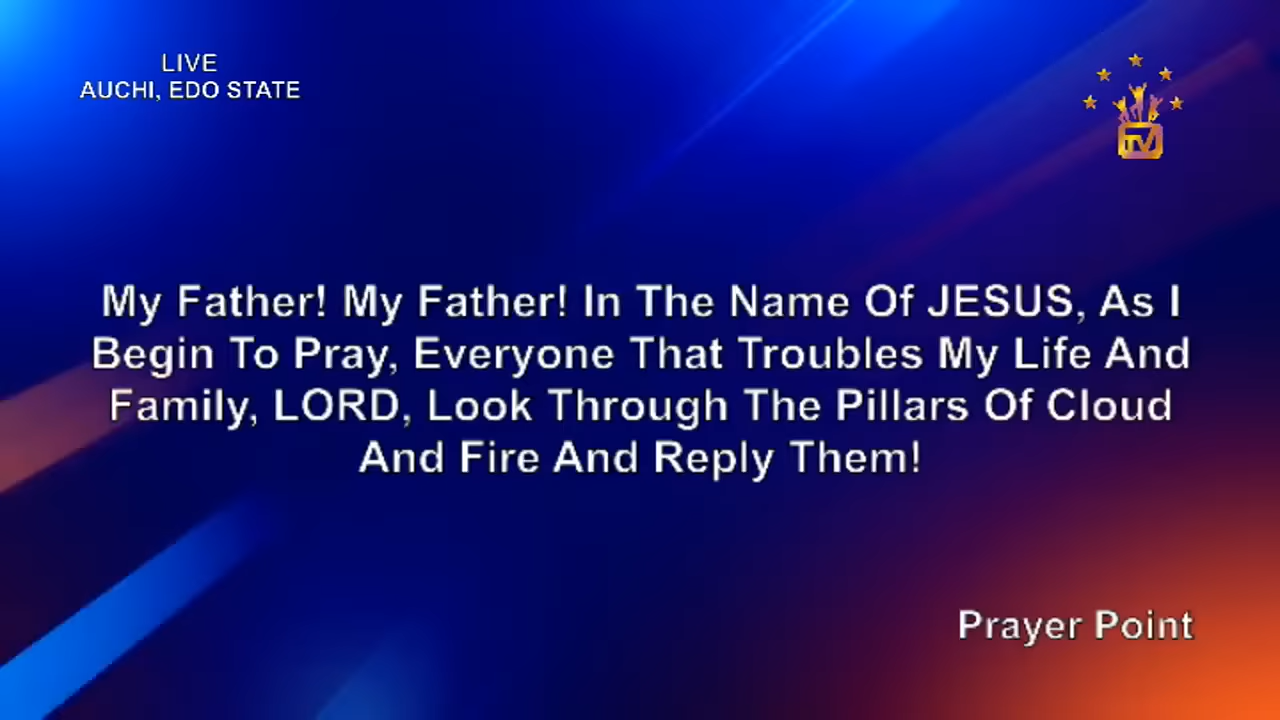 LIVE
AUCHI, EDO STATE
TV
My Father! My Father! In The Name Of JESUS, As I
Begin To Pray, Everyone That Troubles My Life And
Family, LORD, Look Through The Pillars Of Cloud
And Fire And Reply Them!
Prayer Point